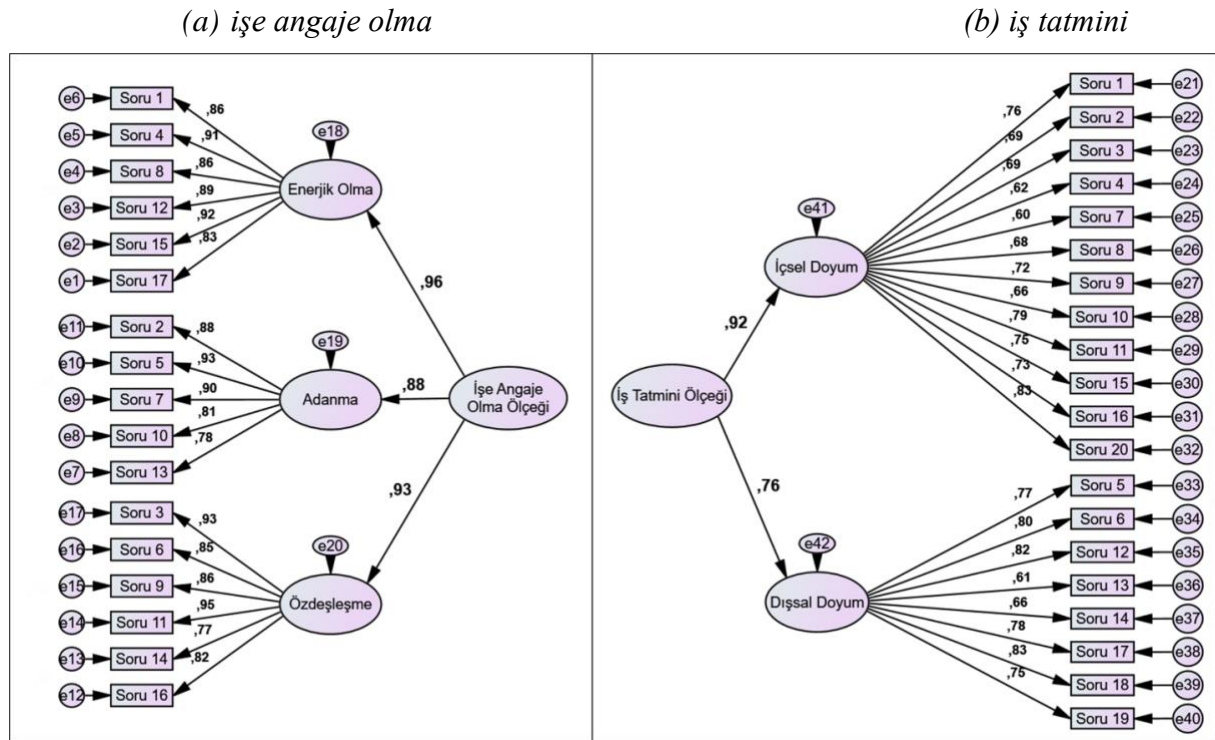 (a) işe angaje olma
(b) iş tatmini
e6 Soru 1 ,86
e5 Soru 4 ,91
e4 Soru 8 ,86
e3 Soru 12 ,89
e2 Soru 15 ,92
e1 Soru 17 ,83
e18
Enerjik Olma
,96
e11 Soru 2 ,88
e10 Soru 5 ,93
e9 Soru 7 ,90
e8 Soru 10 ,81
e7 Soru 13 ,78
e19
Adanma
,88
İşe Angaje
Olma Ölçeği
e17 Soru 3 ,93
e16 Soru 6 ,85
e15 Soru 9 ,86
e14 Soru 11 ,95
e13 Soru 14 ,77
e12 Soru 16 ,82
e20
Özdeşleşme
,93
İş Tatmini Ölçeği
,92
e41
İçsel Doyum
,76 Soru 1 e21
,69 Soru 2 e22
,69 Soru 3 e23
,62 Soru 4 e24
,60 Soru 7 e25
,68 Soru 8 e26
,72 Soru 9 e27
,66 Soru 10 e28
,79 Soru 11 e29
,75 Soru 15 e30
,73 Soru 16 e31
,83 Soru 20 e32
,76
e42
Dışsal Doyum
,77 Soru 5 e33
,80 Soru 6 e34
,82 Soru 12 e35
,61 Soru 13 e36
,66 Soru 14 e37
,78 Soru 17 e38
,83 Soru 18 e39
,75 Soru 19 e40